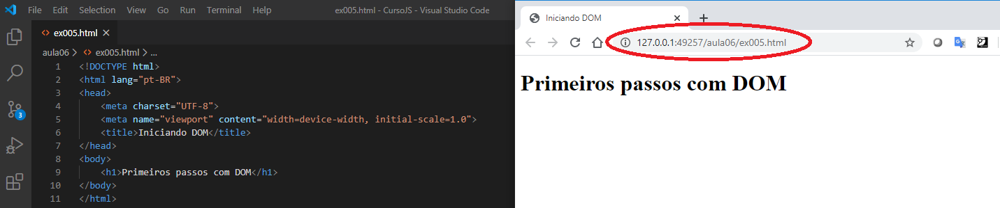 File Edit Selection View Go Run Terminal Help ex005.html - CursoJS - Visual Studio Code
ex005.html
aula06 > ex005.html > ...
1 <!DOCTYPE html>
2 <html lang="pt-BR">
3 <head>
4 <meta charset="UTF-8">
5 <meta name="viewport" content="width=device-width, initial-scale=1.0">
6 <title>Iniciando DOM</title>
7 </head>
8 <body>
9 <h1>Primeiros passos com DOM</h1>
10 </body>
11 </html>
3
Iniciando DOM
127.0.0.1:49257/aula06/ex005.html
Primeiros passos com DOM